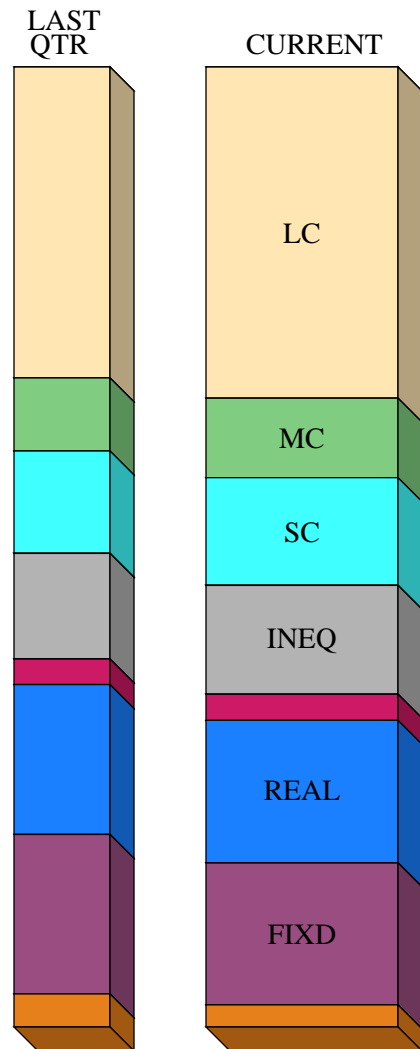 LAST
QTR
CURRENT
LC
MC
SC
INEQ
REAL
FIXD